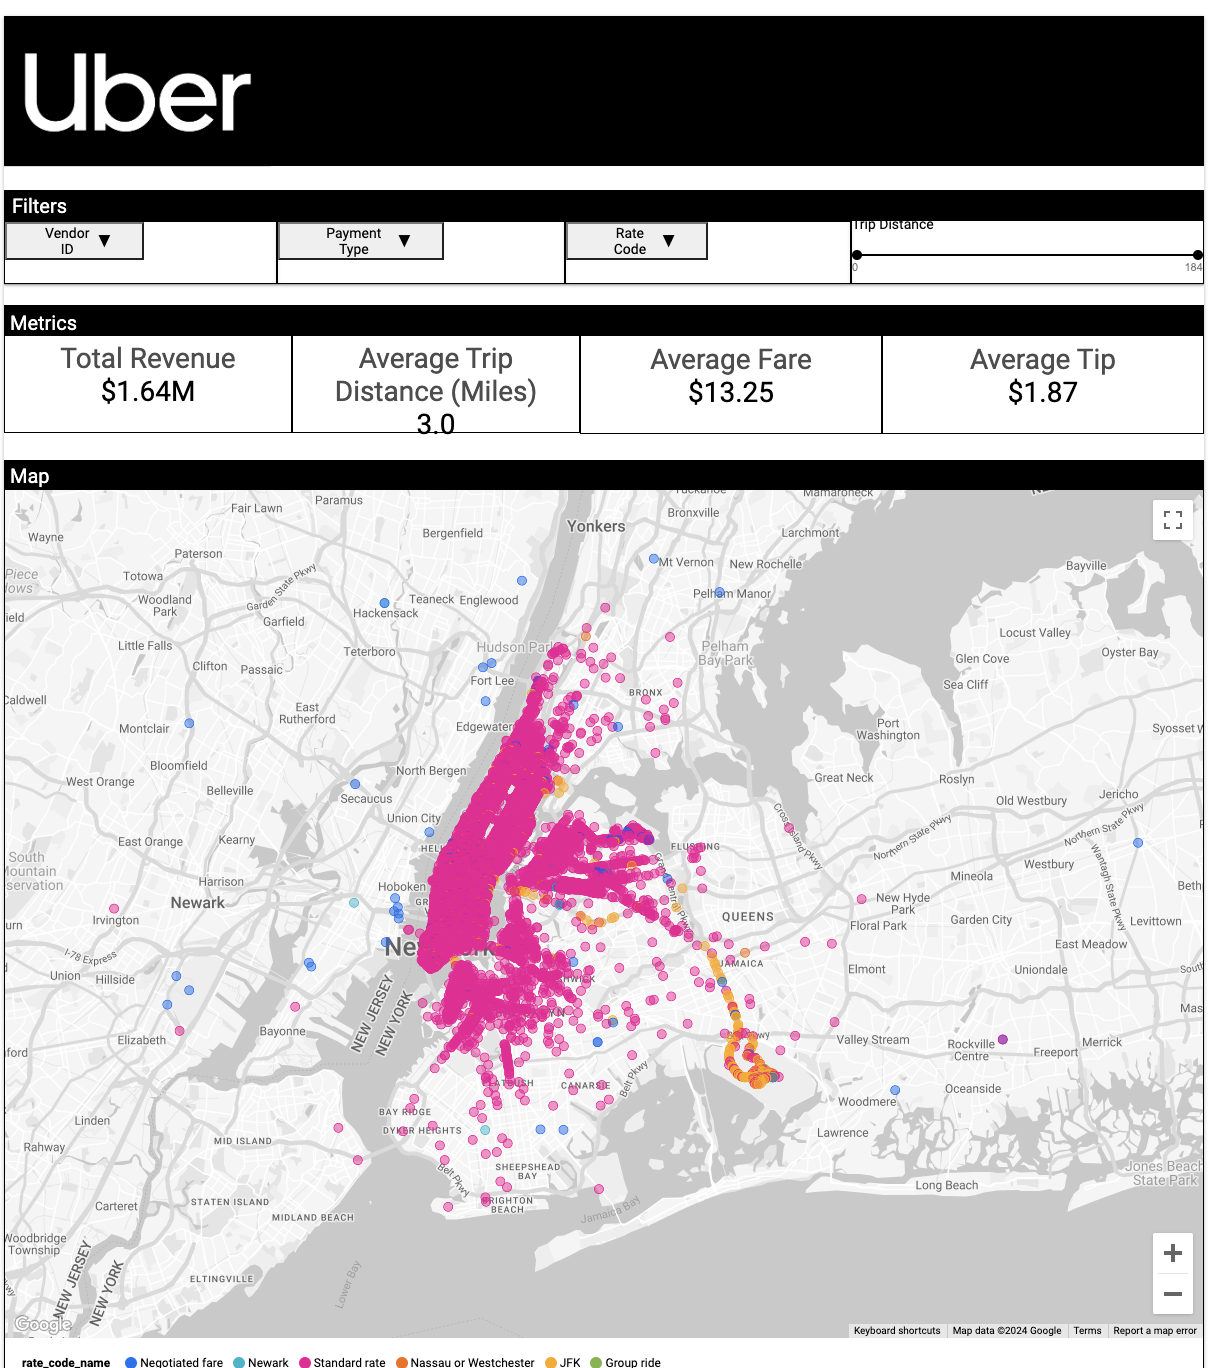 Uber
Filters
Vendor
ID
Payment
Type
Rate
Code
Trip Distance
0
184
Metrics
Total Revenue
$1.64M
Average Trip
Distance (Miles)
3.0
Average Fare
$13.25
Average Tip
$1.87
Map
Paramus
Mamaroneck
Fair Lawn
Bronxville
Yonkers
Wayne
Bergenfield
Larchmont
Paterson
Mt Vernon
New Rochelle
Bayville
Piece
Totowa
Garden State Pkwy
Pelham Manor
Woodland
Park
Teaneck
Englewood
Hackensack
Garfield
Locust Valley
Little Falls
Teterboro
Hudson Park
Pelham
Bay Park
Oyster Bay
Clifton
Passaic
Glen Cove
Fort Lee
Sea Cliff
Caldwell
BRONX
East
Rutherford
Montclair
Edgewater
Port
Washington
Syosset
Bloomfield
North Bergen
West Orange
Belleville
Great Neck
Roslyn
Jericho
Secaucus
Old Westbury
Union City
Cross Island Pkwy
Northern State Pkwy
Northern State Pkwy
East Orange
Kearny
FLUSHING
South
Mountain
Westbury
Wantagh State Pkwy
Harrison
Hoboken
Mineola
Newark
New Hyde
Park
Irvington
QUEENS
Garden City
Levittown
Floral Park
New York
East Meadow
I-78 Express
JAMAICA
Elmont
Uniondale
Union
Hillside
NEW JERSEY
NEW YORK
Elizabeth
Bayonne
Valley Stream
Rockville
Centre
Merrick
Freeport
FLATBUSH
CANARSIE
Belt Pkwy
Oceanside
Woodmere
BAY RIDGE
Linden
DYKER HEIGHTS
Lawrence
Rahway
MID ISLAND
SHEEPSHEAD
BAY
Belt Pkwy
Jones Beach
State Park
Long Beach
Carteret
STATEN ISLAND
BRIGHTON
BEACH
Jamaica Bay
MIDLAND BEACH
Woodbridge
Township
NEW JERSEY
NEW YORK
ELTINGVILLE
Lower Bay
Google
Keyboard shortcuts
Map data ©2024 Google
Terms
Report a map error
rate_code_name
Negotiated fare
Newark
Standard rate
Nassau or Westchester
JFK
Group ride